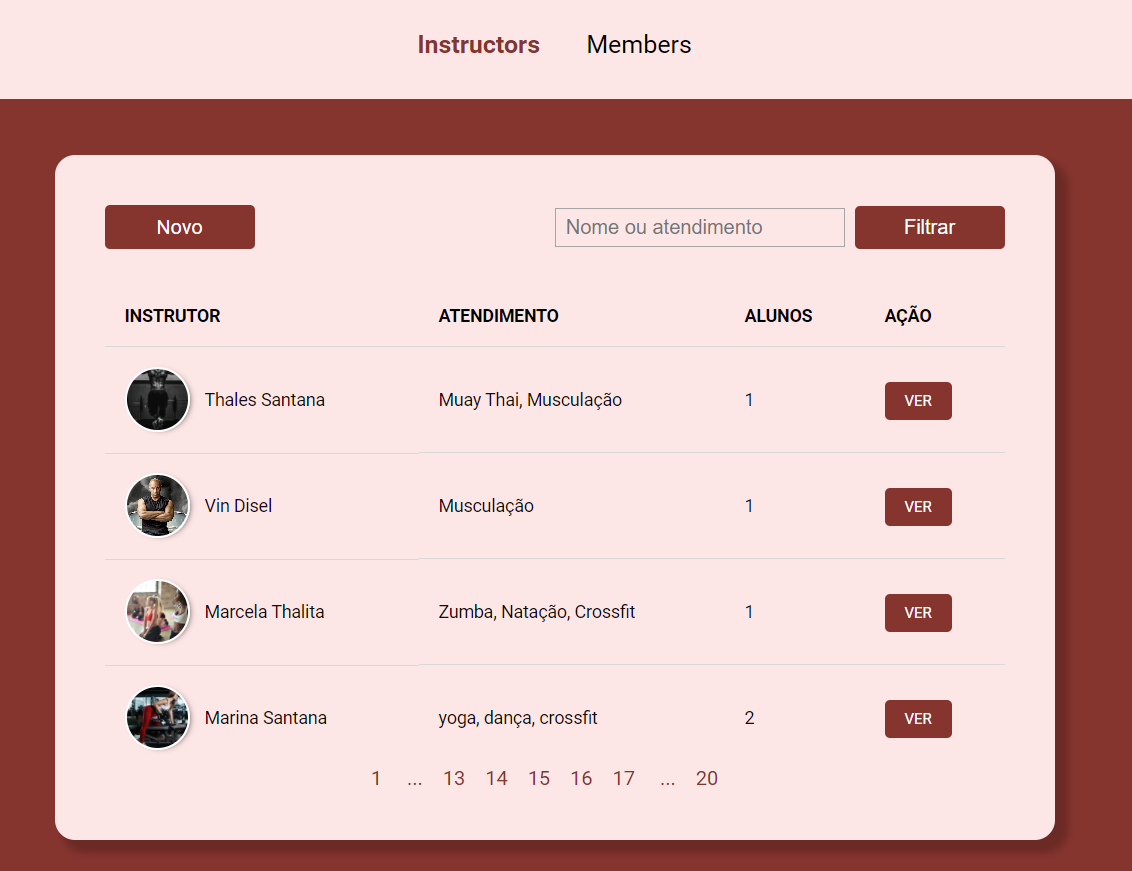 Instructors Members
Novo Nome ou atendimento Filtrar
INSTRUTOR ATENDIMENTO ALUNOS AÇÃO
Thales Santana Muay Thai, Musculação 1 VER
Vin Disel Musculação 1 VER
Marcela Thalita Zumba, Natação, Crossfit 1 VER
Marina Santana yoga, dança, crossfit 2 VER
1 ... 13 14 15 16 17 ... 20